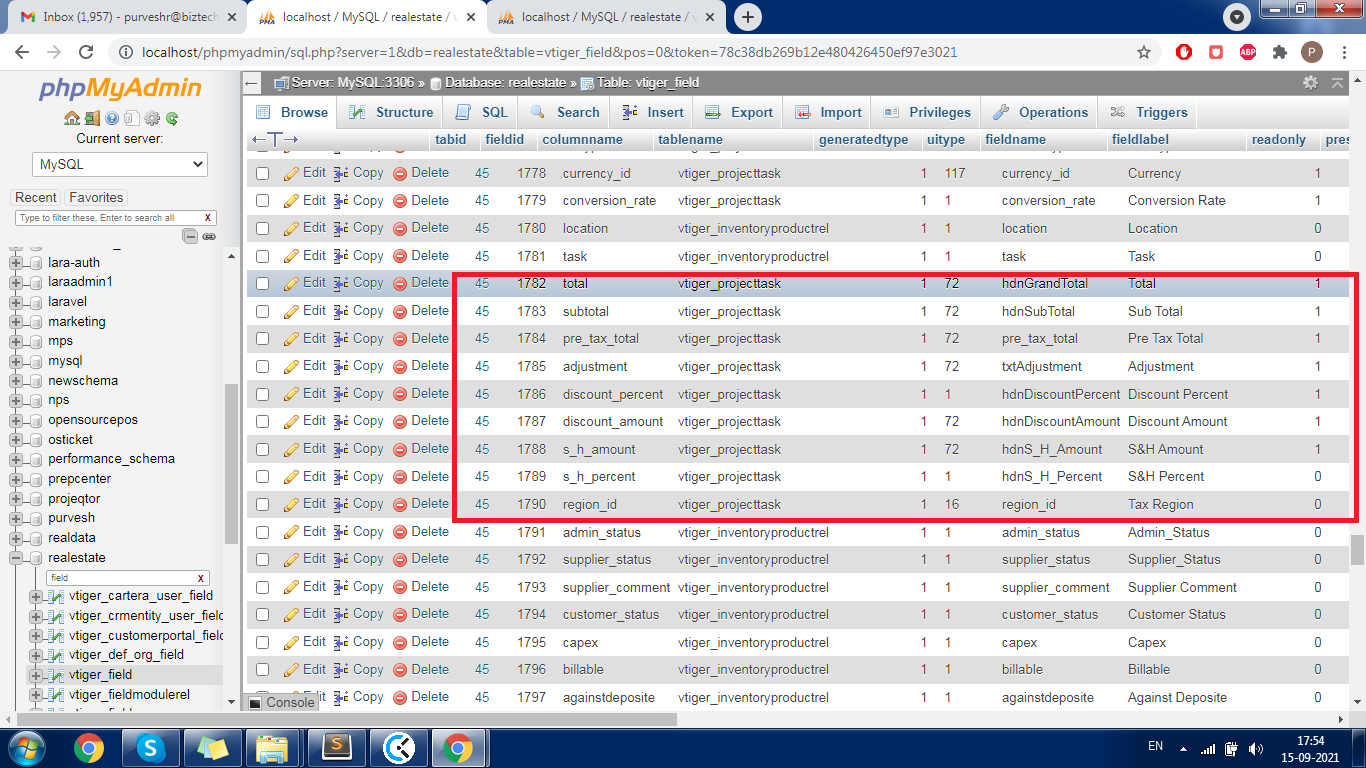 Inbox (1,957) - purveshr@biztech
localhost / MySQL / realestate / v
localhost / MySQL / realestate / v
localhost/phpmyadmin/sql.php?server=1&db=realestate&table=vtiger_field&pos=0&token=78c38db269b12e480426450ef97e3021
ABP
P
phpMyAdmin
Current server:
MySQL
Recent Favorites
Type to filter these, Enter to search all X
lara-auth
laraadmin1
laravel
marketing
mps
mysql
newschema
nps
opensourcepos
osticket
performance_schema
prepcenter
projeqtor
purvesh
realdata
realestate
field X
vtiger_cartera_user_field
vtiger_crmentity_user_field
vtiger_customerportal_field
vtiger_def_org_field
vtiger_field
vtiger_fieldmodulerel
Server: MySQL:3306 » Database: realestate » Table: vtiger_field
Browse Structure SQL Search Insert Export Import Privileges Operations Triggers
tabid fieldid columnname tablename generatedtype uitype fieldname fieldlabel readonly pres
Edit Copy Delete 45 1778 currency_id vtiger_projecttask 1 117 currency_id Currency 1
Edit Copy Delete 45 1779 conversion_rate vtiger_projecttask 1 1 conversion_rate Conversion Rate 1
Edit Copy Delete 45 1780 location vtiger_inventoryproductrel 1 1 location Location 0
Edit Copy Delete 45 1781 task vtiger_inventoryproductrel 1 1 task Task 0
Edit Copy Delete 45 1782 total vtiger_projecttask 1 72 hdnGrandTotal Total 1
Edit Copy Delete 45 1783 subtotal vtiger_projecttask 1 72 hdnSubTotal Sub Total 1
Edit Copy Delete 45 1784 pre_tax_total vtiger_projecttask 1 72 pre_tax_total Pre Tax Total 1
Edit Copy Delete 45 1785 adjustment vtiger_projecttask 1 72 txtAdjustment Adjustment 1
Edit Copy Delete 45 1786 discount_percent vtiger_projecttask 1 1 hdnDiscountPercent Discount Percent 1
Edit Copy Delete 45 1787 discount_amount vtiger_projecttask 1 72 hdnDiscountAmount Discount Amount 1
Edit Copy Delete 45 1788 s_h_amount vtiger_projecttask 1 72 hdnS_H_Amount S&H Amount 1
Edit Copy Delete 45 1789 s_h_percent vtiger_projecttask 1 1 hdnS_H_Percent S&H Percent 0
Edit Copy Delete 45 1790 region_id vtiger_projecttask 1 16 region_id Tax Region 0
Edit Copy Delete 45 1791 admin_status vtiger_inventoryproductrel 1 1 admin_status Admin_Status 0
Edit Copy Delete 45 1792 supplier_status vtiger_inventoryproductrel 1 1 supplier_status Supplier_Status 0
Edit Copy Delete 45 1793 supplier_comment vtiger_inventoryproductrel 1 1 supplier_comment Supplier Comment 0
Edit Copy Delete 45 1794 customer_status vtiger_inventoryproductrel 1 1 customer_status Customer Status 0
Edit Copy Delete 45 1795 capex vtiger_inventoryproductrel 1 1 capex Capex 0
Edit Copy Delete 45 1796 billable vtiger_inventoryproductrel 1 1 billable Billable 0
Edit Copy Delete 45 1797 againstdeposite vtiger_inventoryproductrel 1 1 againstdeposite Against Deposite 0
Console
EN
17:54
15-09-2021